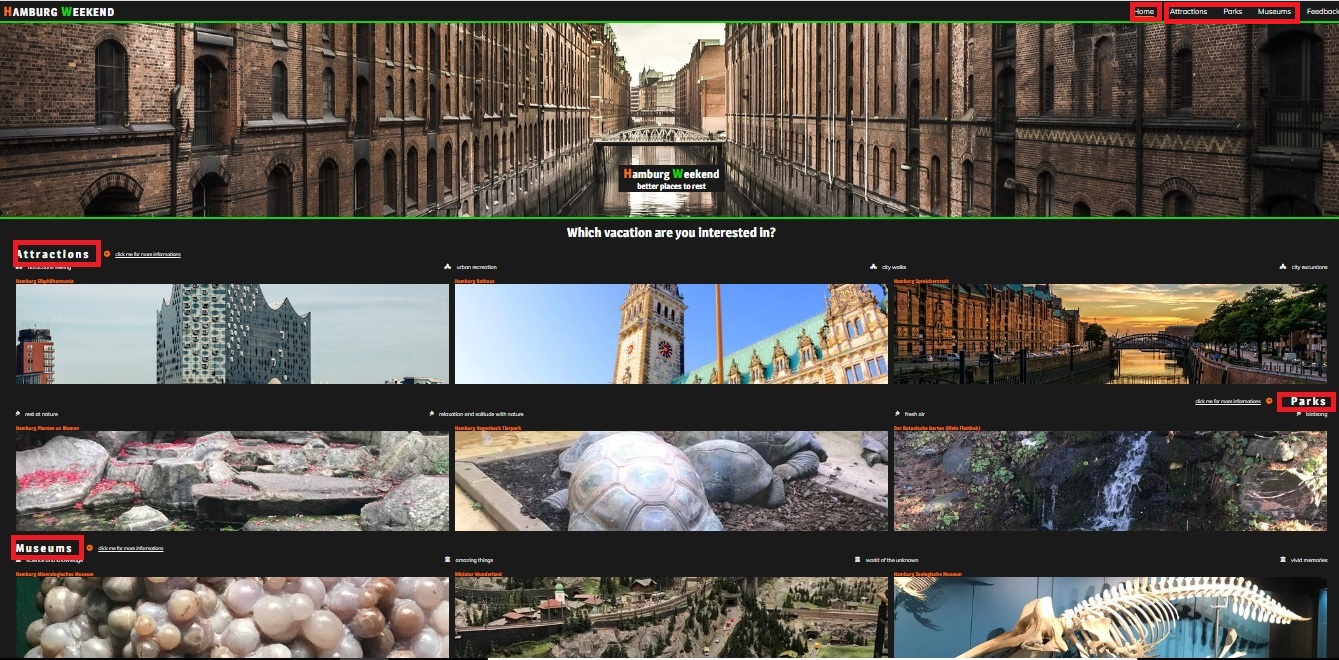 HAMBURG WEEKEND
Home Attractions Parks Museums Feedback
Hamburg Weekend
better places to rest
Which vacation are you interested in?
Attractions click me for more informations
urban recreation city walks city excursions
Hamburg Elbphilharmonie Hamburg Rathaus Hamburg Speicherstadt
click me for more informations Parks
rest at nature relaxation and solitude with nature fresh air birdsong
Hamburg Planten un Blomen Hamburg Hagenbeck Tierpark Der Botanische Garten (Klein Flottbek)
Museums click me for more informations
amazing things world of the unknown vivid memories
Hamburg Mineralogisches Museum Miniatur Wunderland Hamburg Zoologische Museum